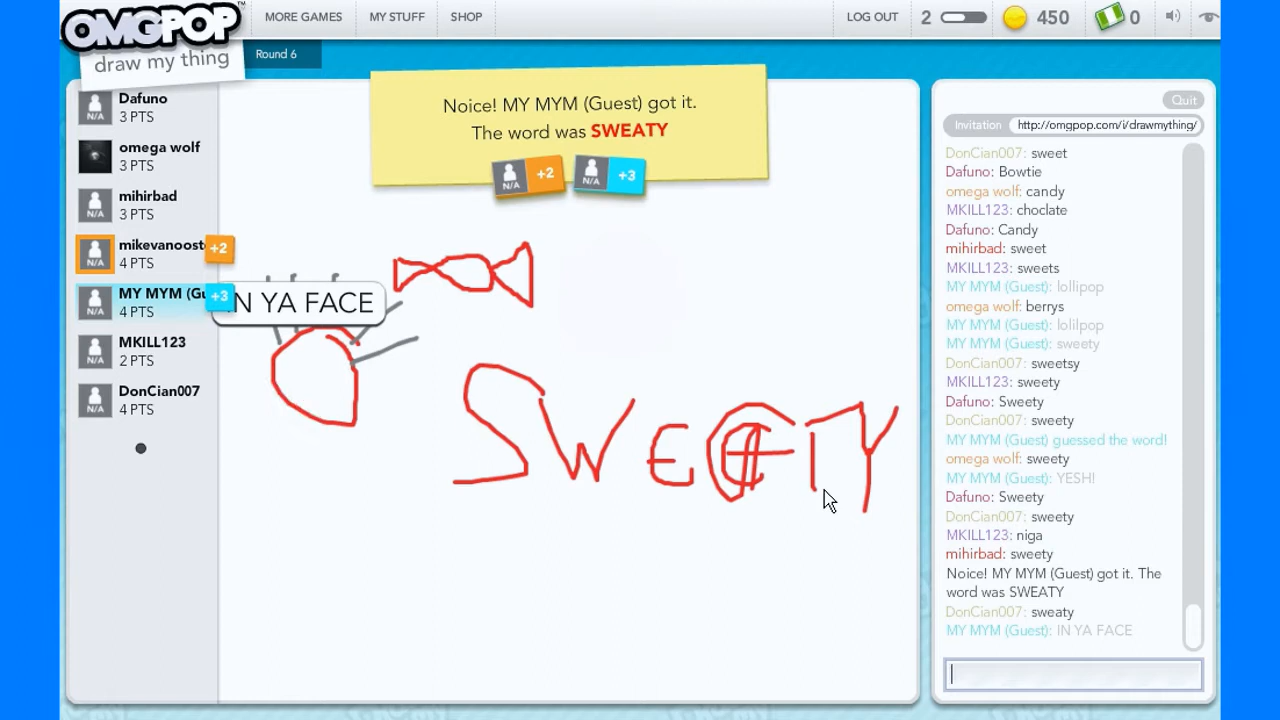 OMGPOP™
MORE GAMES
MY STUFF
SHOP
LOG OUT
2
450
0
draw my thing
Round 6
Dafuno
3 PTS
omega wolf
3 PTS
mihirbad
3 PTS
mikevanooste
4 PTS
+2
MY MYM (Gu
4 PTS
+3
MKILL123
2 PTS
DonCian007
4 PTS
N/A
N/A
N/A
N/A
N/A
N/A
Noice! MY MYM (Guest) got it.
The word was SWEATY
N/A +2
N/A +3
IN YA FACE
SWE TY
Quit
Invitation http://omgpop.com/i/drawmything/
DonCian007: sweet
Dafuno: Bowtie
omega wolf: candy
MKILL123: choclate
Dafuno: Candy
mihirbad: sweet
MKILL123: sweets
MY MYM (Guest): lollipop
omega wolf: berrys
MY MYM (Guest): lolilpop
MY MYM (Guest): sweety
DonCian007: sweetsy
MKILL123: sweety
Dafuno: Sweety
DonCian007: sweety
MY MYM (Guest) guessed the word!
omega wolf: sweety
MY MYM (Guest): YESH!
Dafuno: Sweety
DonCian007: sweety
MKILL123: niga
mihirbad: sweety
Noice! MY MYM (Guest) got it. The
word was SWEATY
DonCian007: sweaty
MY MYM (Guest): IN YA FACE